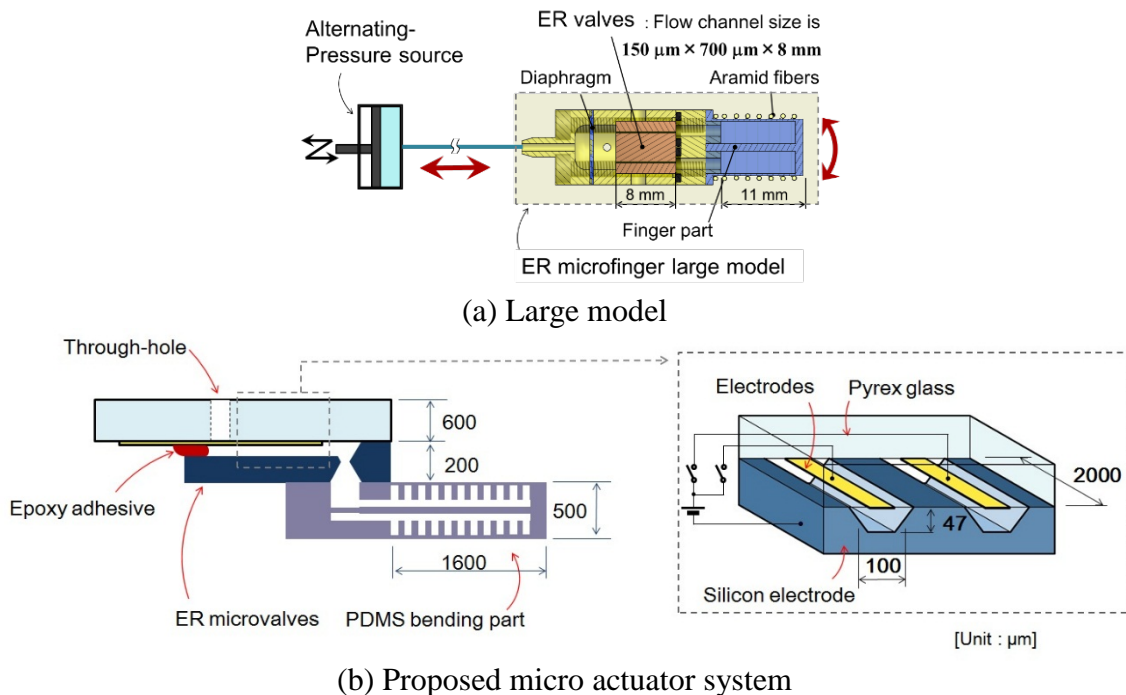 ER valves : Flow channel size is
150 μm × 700 μm × 8 mm
Alternating-
Pressure source
Diaphragm
Aramid fibers
8 mm
11 mm
Finger part
ER microfinger large model
(a) Large model
Through-hole
600
200
Epoxy adhesive
500
1600
ER microvalves
PDMS bending part
Electrodes
Pyrex glass
2000
47
100
Silicon electrode
[Unit : μm]
(b) Proposed micro actuator system